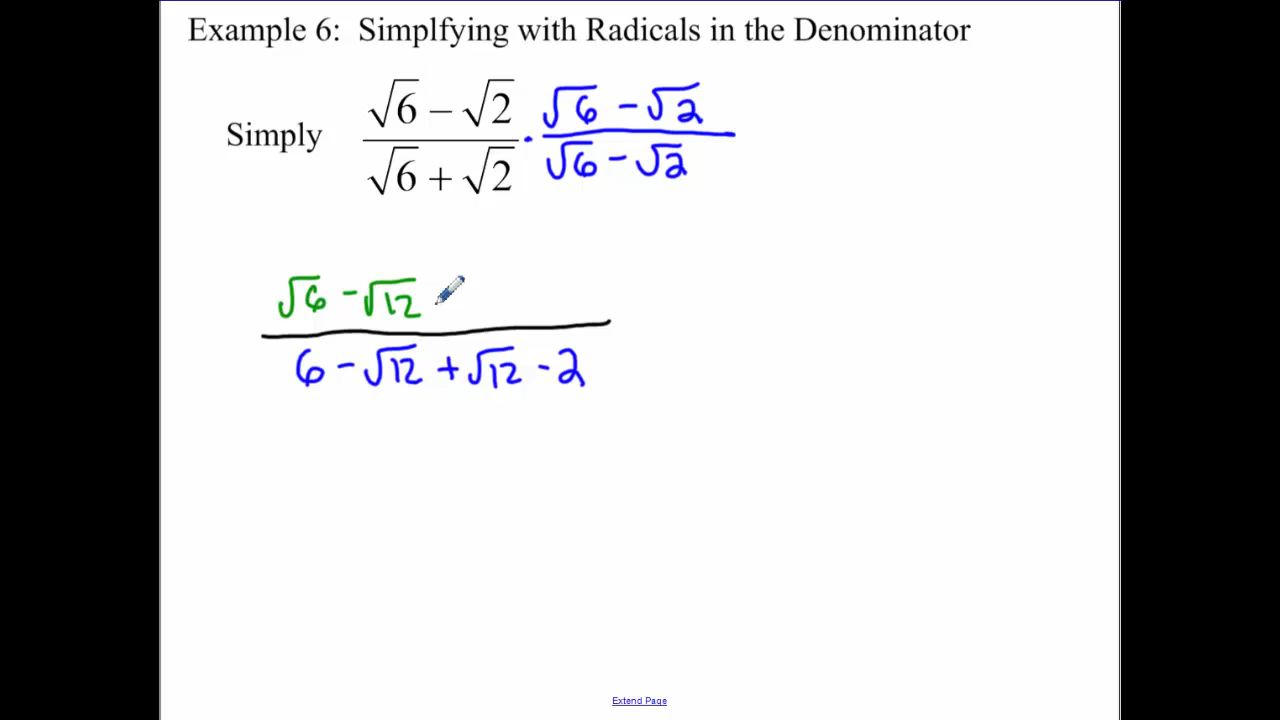 Example 6: Simplfying with Radicals in the Denominator
Simply (√6 − √2)/(√6 + √2) · (√6 − √2)/(√6 − √2)
√6 − √12
6 − √12 + √12 − 2
Extend Page